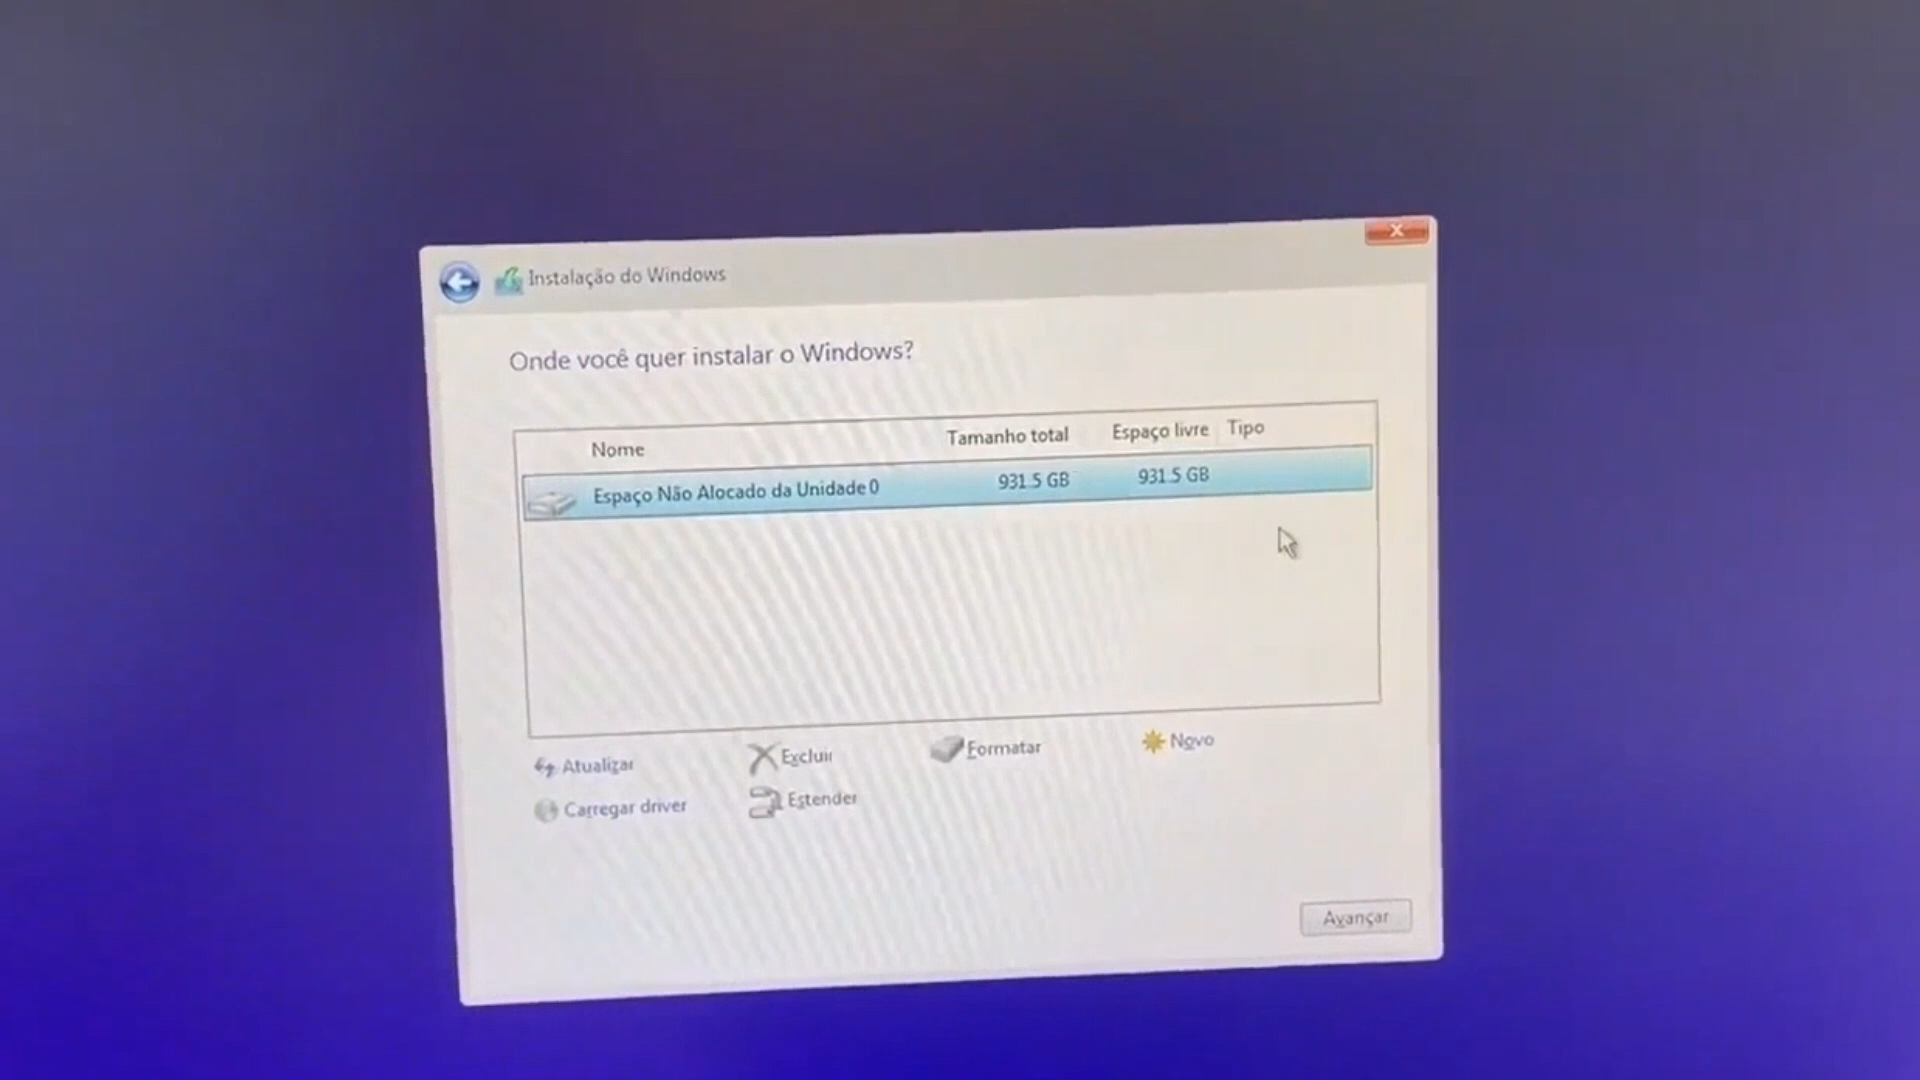 Instalação do Windows
Onde você quer instalar o Windows?
Nome Tamanho total Espaço livre Tipo
Espaço Não Alocado da Unidade 0 931.5 GB 931.5 GB
Atualizar Excluir Formatar Novo
Carregar driver Estender
Avançar